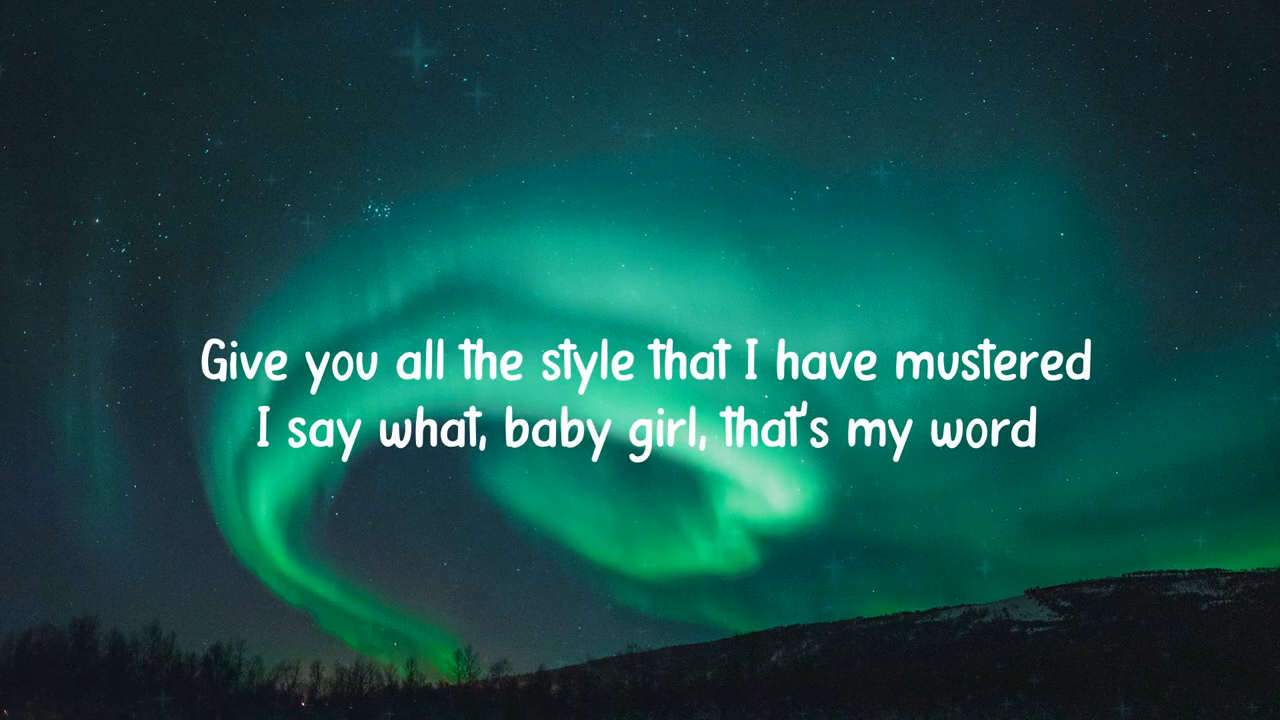 Give you all the style that I have mustered
I say what, baby girl, that's my word